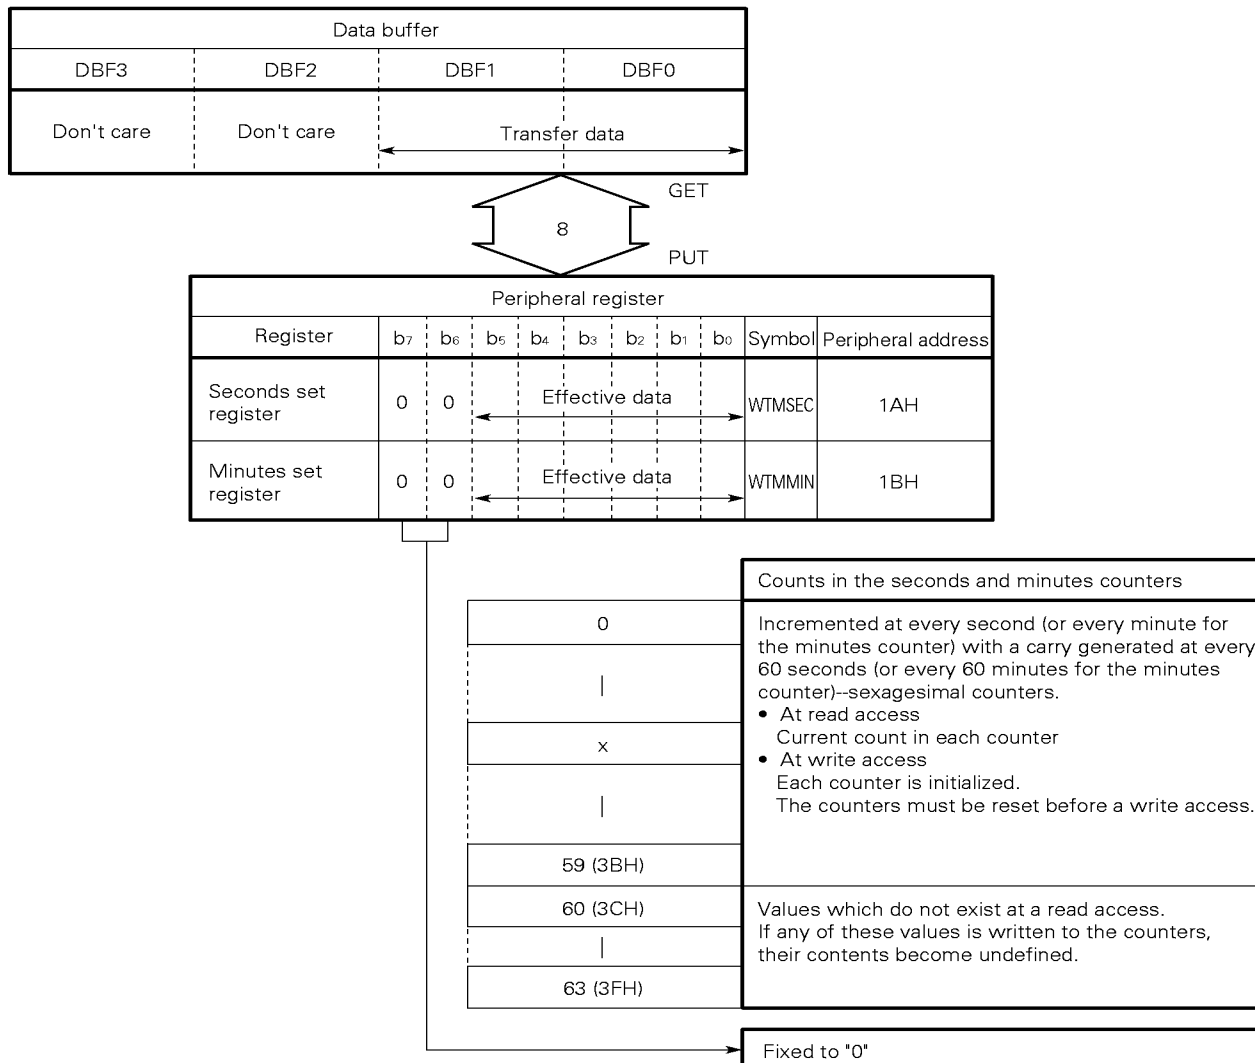 Data buffer
DBF3 DBF2 DBF1 DBF0
Don't care Don't care Transfer data
GET
8
PUT
Peripheral register
Register b7 b6 b5 b4 b3 b2 b1 b0 Symbol Peripheral address
Seconds set
register
0 0 Effective data WTMSEC 1AH
Minutes set
register
0 0 Effective data WTMMIN 1BH
Counts in the seconds and minutes counters
0
|
x
|
59 (3BH)
Incremented at every second (or every minute for
the minutes counter) with a carry generated at every
60 seconds (or every 60 minutes for the minutes
counter)--sexagesimal counters.
• At read access
Current count in each counter
• At write access
Each counter is initialized.
The counters must be reset before a write access.
60 (3CH)
|
63 (3FH)
Values which do not exist at a read access.
If any of these values is written to the counters,
their contents become undefined.
Fixed to "0"